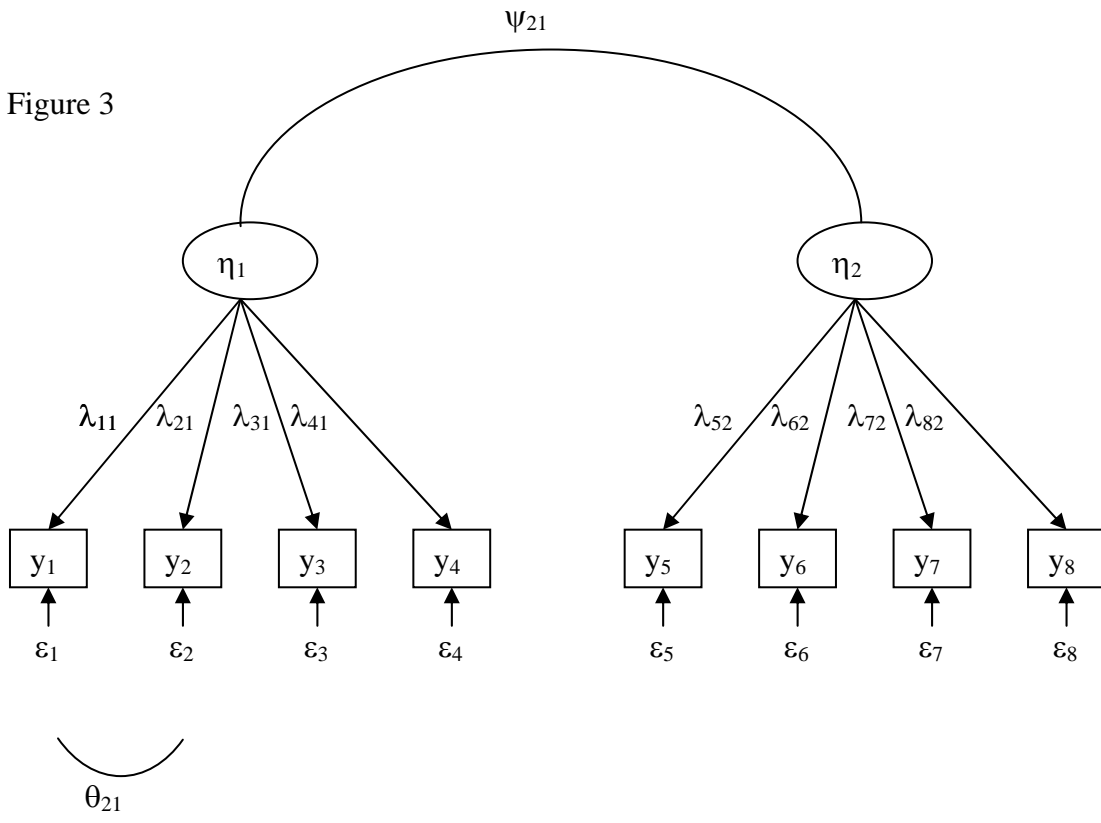 ψ₂₁
Figure 3
η₁ η₂
λ₁₁ λ₂₁ λ₃₁ λ₄₁ λ₅₂ λ₆₂ λ₇₂ λ₈₂
y₁ y₂ y₃ y₄ y₅ y₆ y₇ y₈
ε₁ ε₂ ε₃ ε₄ ε₅ ε₆ ε₇ ε₈
θ₂₁